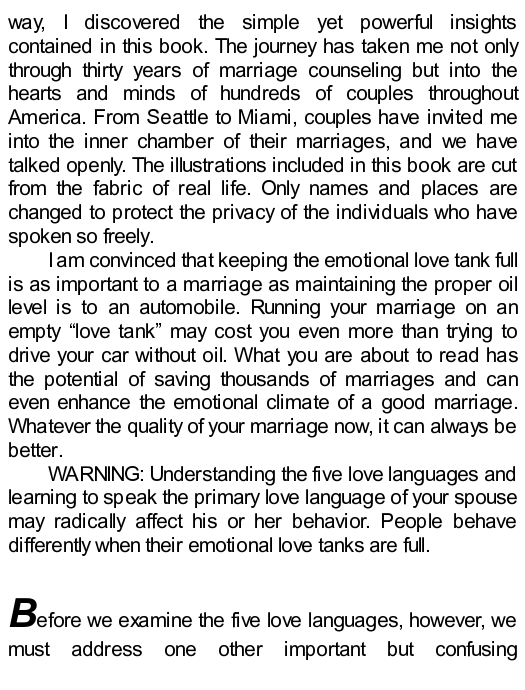 way, I discovered the simple yet powerful insights
contained in this book. The journey has taken me not only
through thirty years of marriage counseling but into the
hearts and minds of hundreds of couples throughout
America. From Seattle to Miami, couples have invited me
into the inner chamber of their marriages, and we have
talked openly. The illustrations included in this book are cut
from the fabric of real life. Only names and places are
changed to protect the privacy of the individuals who have
spoken so freely.
I am convinced that keeping the emotional love tank full
is as important to a marriage as maintaining the proper oil
level is to an automobile. Running your marriage on an
empty “love tank” may cost you even more than trying to
drive your car without oil. What you are about to read has
the potential of saving thousands of marriages and can
even enhance the emotional climate of a good marriage.
Whatever the quality of your marriage now, it can always be
better.
WARNING: Understanding the five love languages and
learning to speak the primary love language of your spouse
may radically affect his or her behavior. People behave
differently when their emotional love tanks are full.
Before we examine the five love languages, however, we
must address one other important but confusing